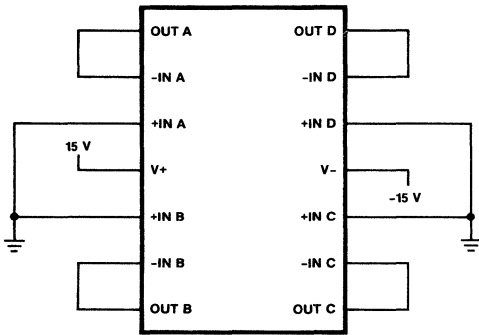 OUT A OUT D
-IN A -IN D
+IN A +IN D
15 V
V+ V-
-15 V
+IN B +IN C
-IN B -IN C
OUT B OUT C